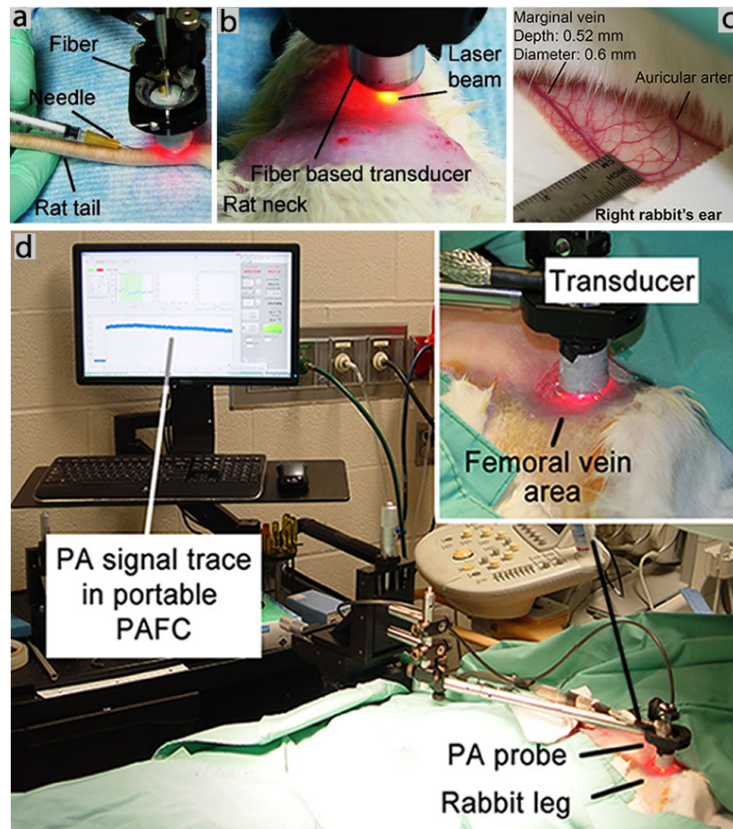 a
Fiber
Needle
Rat tail
b
Laser
beam
Fiber based transducer
Rat neck
c
Marginal vein
Depth: 0.52 mm
Diameter: 0.6 mm
Auricular arter
CM
INCH
Right rabbit's ear
d
PA signal trace
in portable
PAFC
Transducer
Femoral vein
area
PA probe
Rabbit leg